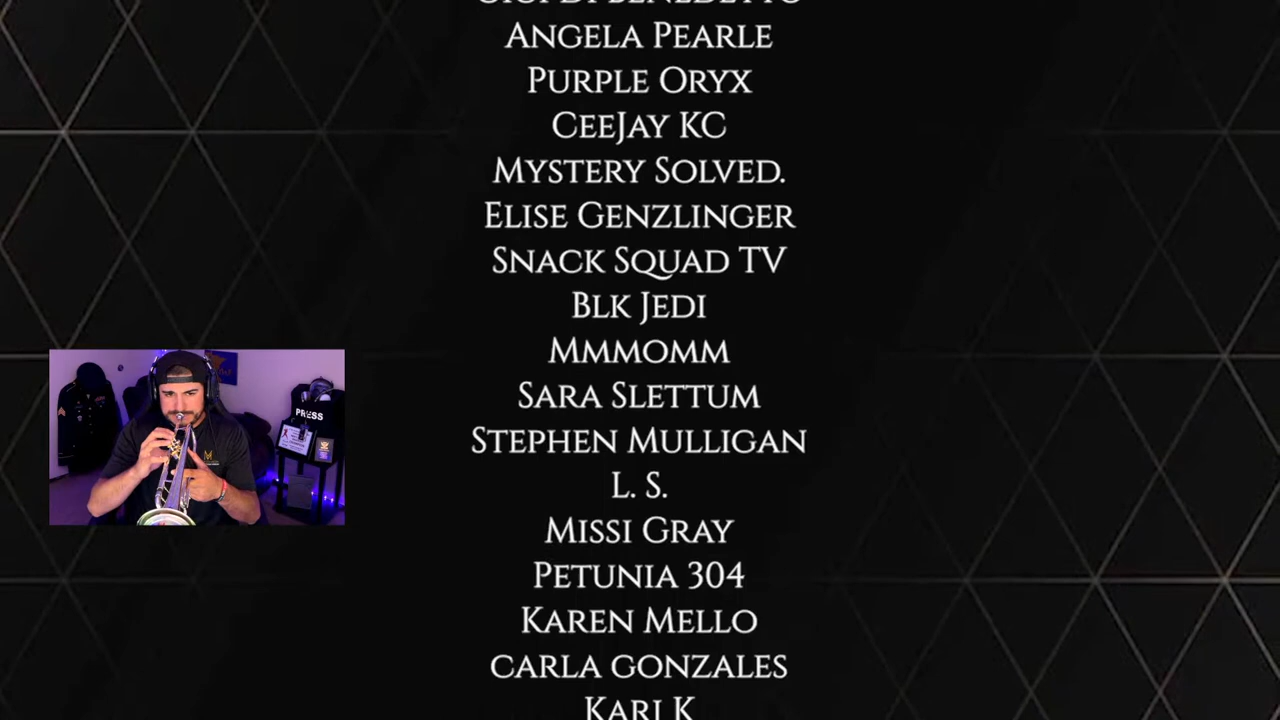 Angela Pearle
Purple Oryx
CeeJay KC
Mystery Solved.
Elise Genzlinger
Snack Squad TV
Blk Jedi
Mmmomm
Sara Slettum
Stephen Mulligan
L. S.
Missi Gray
Petunia 304
Karen Mello
carla gonzales
Kari K
PRESS